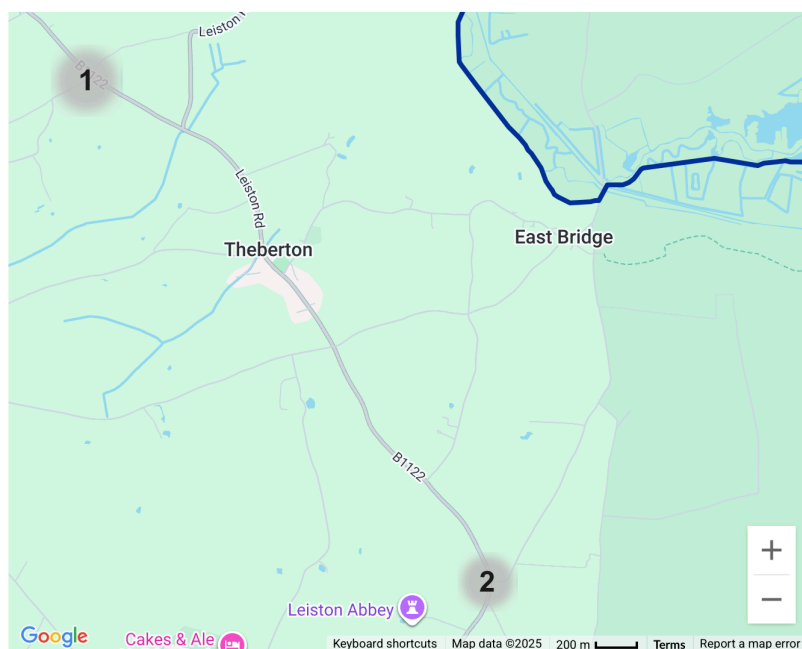 Leiston R
B1122
1
Leiston Rd
Theberton
East Bridge
B1122
2
Leiston Abbey
Google
Cakes & Ale
Keyboard shortcuts
Map data ©2025
200 m
Terms
Report a map error